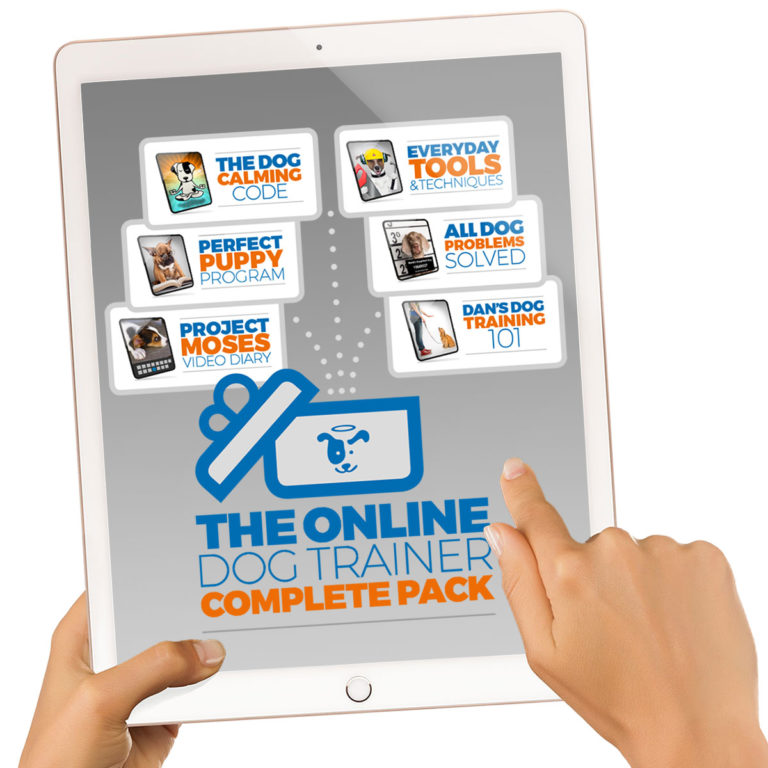 THE DOG
CALMING
CODE
EVERYDAY
TOOLS
& TECHNIQUES
PERFECT
PUPPY
PROGRAM
ALL DOG
PROBLEMS
SOLVED
PROJECT
MOSES
VIDEO DIARY
DAN'S DOG
TRAINING
101
THE ONLINE
DOG TRAINER
COMPLETE PACK